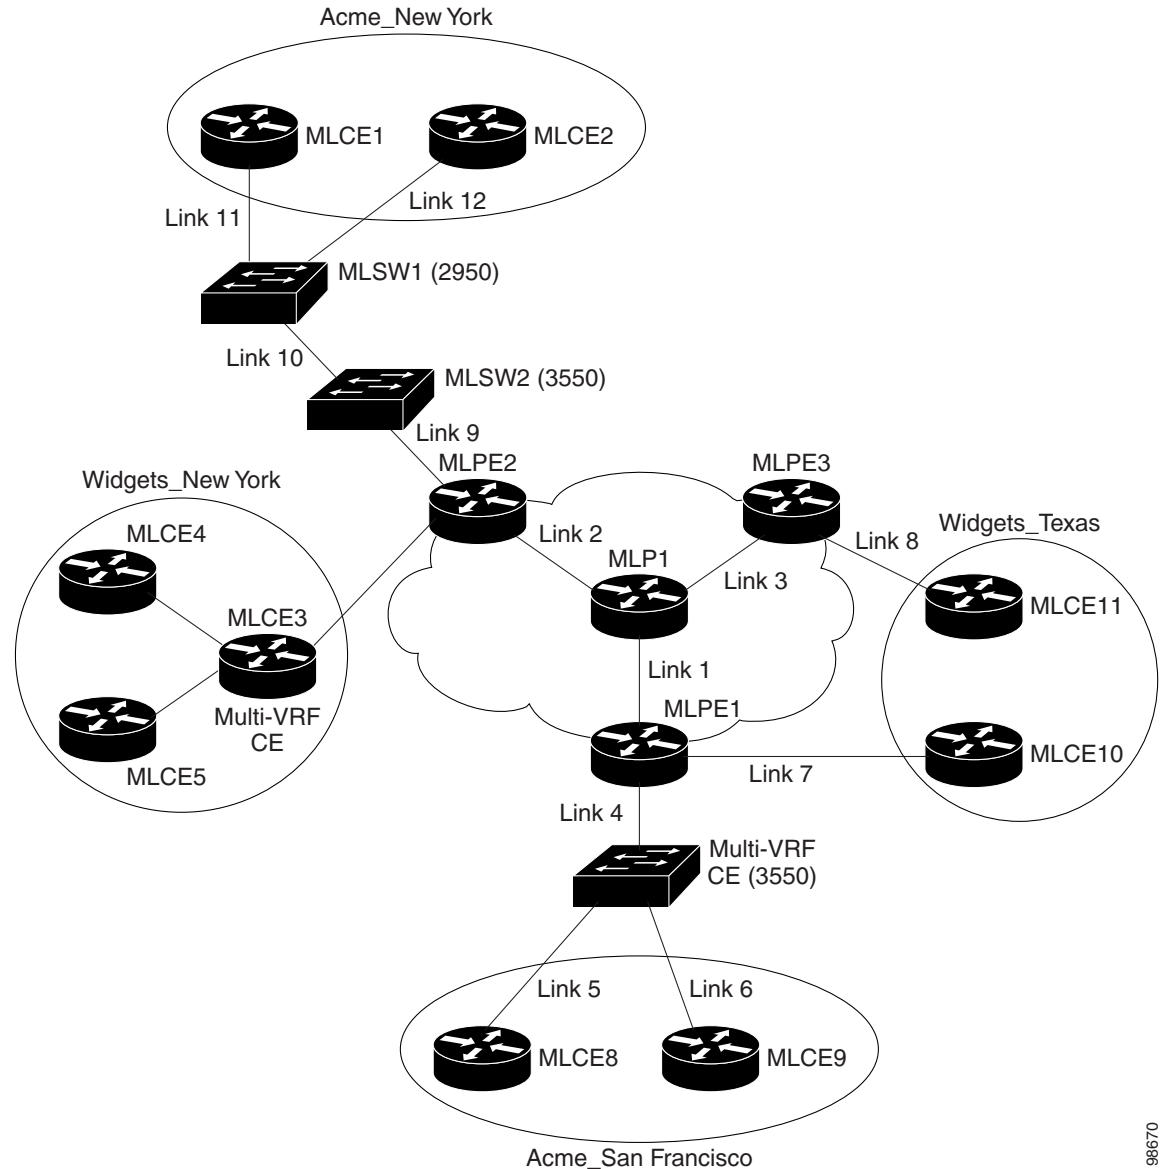 Acme_New York
MLCE1
MLCE2
Link 11
Link 12
MLSW1 (2950)
Link 10
MLSW2 (3550)
Link 9
MLPE2
MLPE3
Widgets_New York
Widgets_Texas
MLCE4
Link 2
Link 8
MLP1
Link 3
MLCE11
MLCE3
Link 1
MLPE1
Multi-VRF
CE
MLCE10
MLCE5
Link 7
Link 4
Multi-VRF
CE (3550)
Link 5
Link 6
MLCE8
MLCE9
Acme_San Francisco
98670